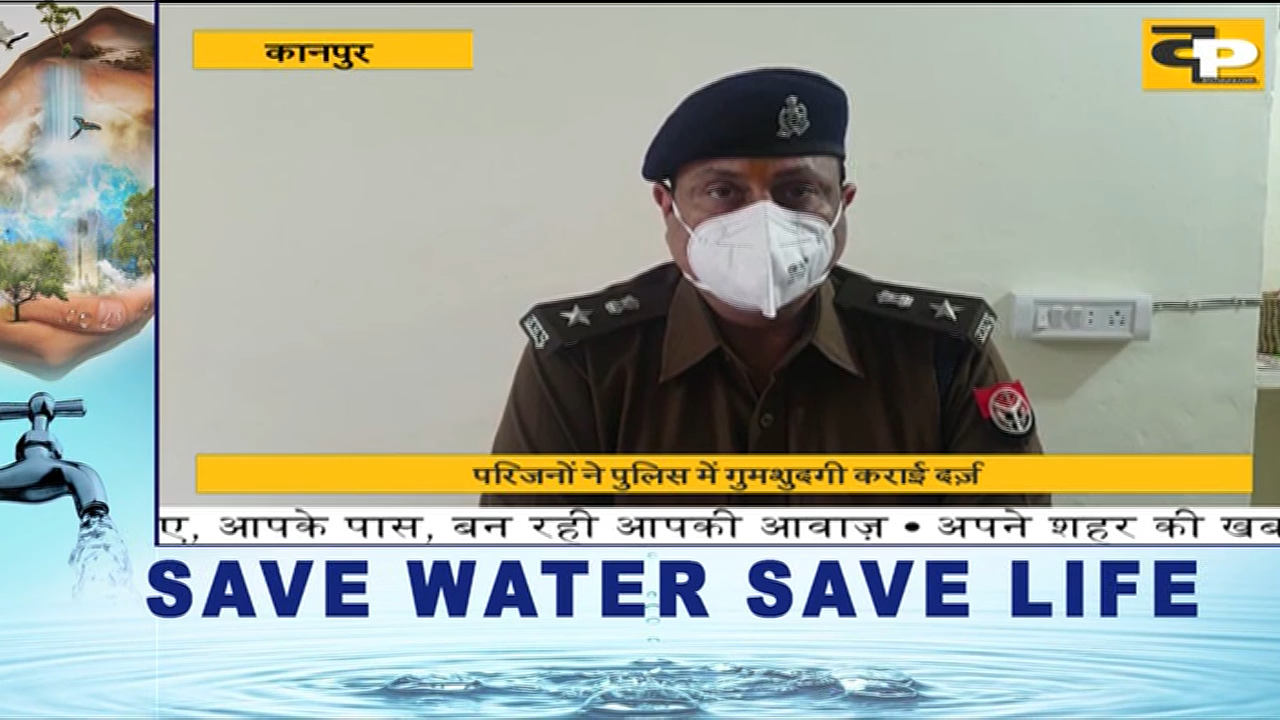 कानपुर
परिजनों ने पुलिस में गुमशुदगी कराई दर्ज़
ए, आपके पास, बन रही आपकी आवाज़ • अपने शहर की खब
SAVE WATER SAVE LIFE